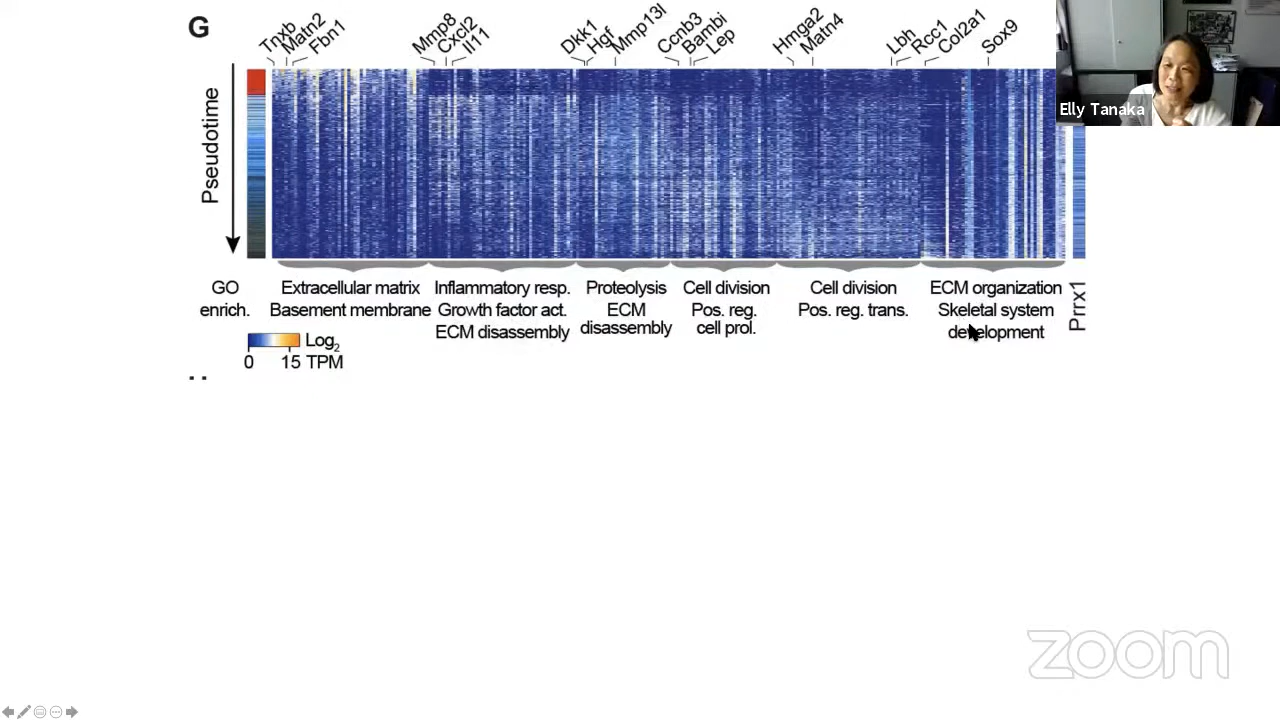 G
Tnxb
Matn2
Fbn1
Mmp8
Cxcl2
Il11
Dkk1
Hgf
Mmp13l
Ccnb3
Bambi
Lep
Hmga2
Matn4
Lbh
Rcc1
Col2a1
Sox9
Elly Tanaka
Pseudotime
GO
enrich.
Extracellular matrix
Basement membrane
Inflammatory resp.
Growth factor act.
ECM disassembly
Proteolysis
ECM
disassembly
Cell division
Pos. reg.
cell prol.
Cell division
Pos. reg. trans.
ECM organization
Skeletal system
development
Prrx1
Log2
0 15 TPM
zoom